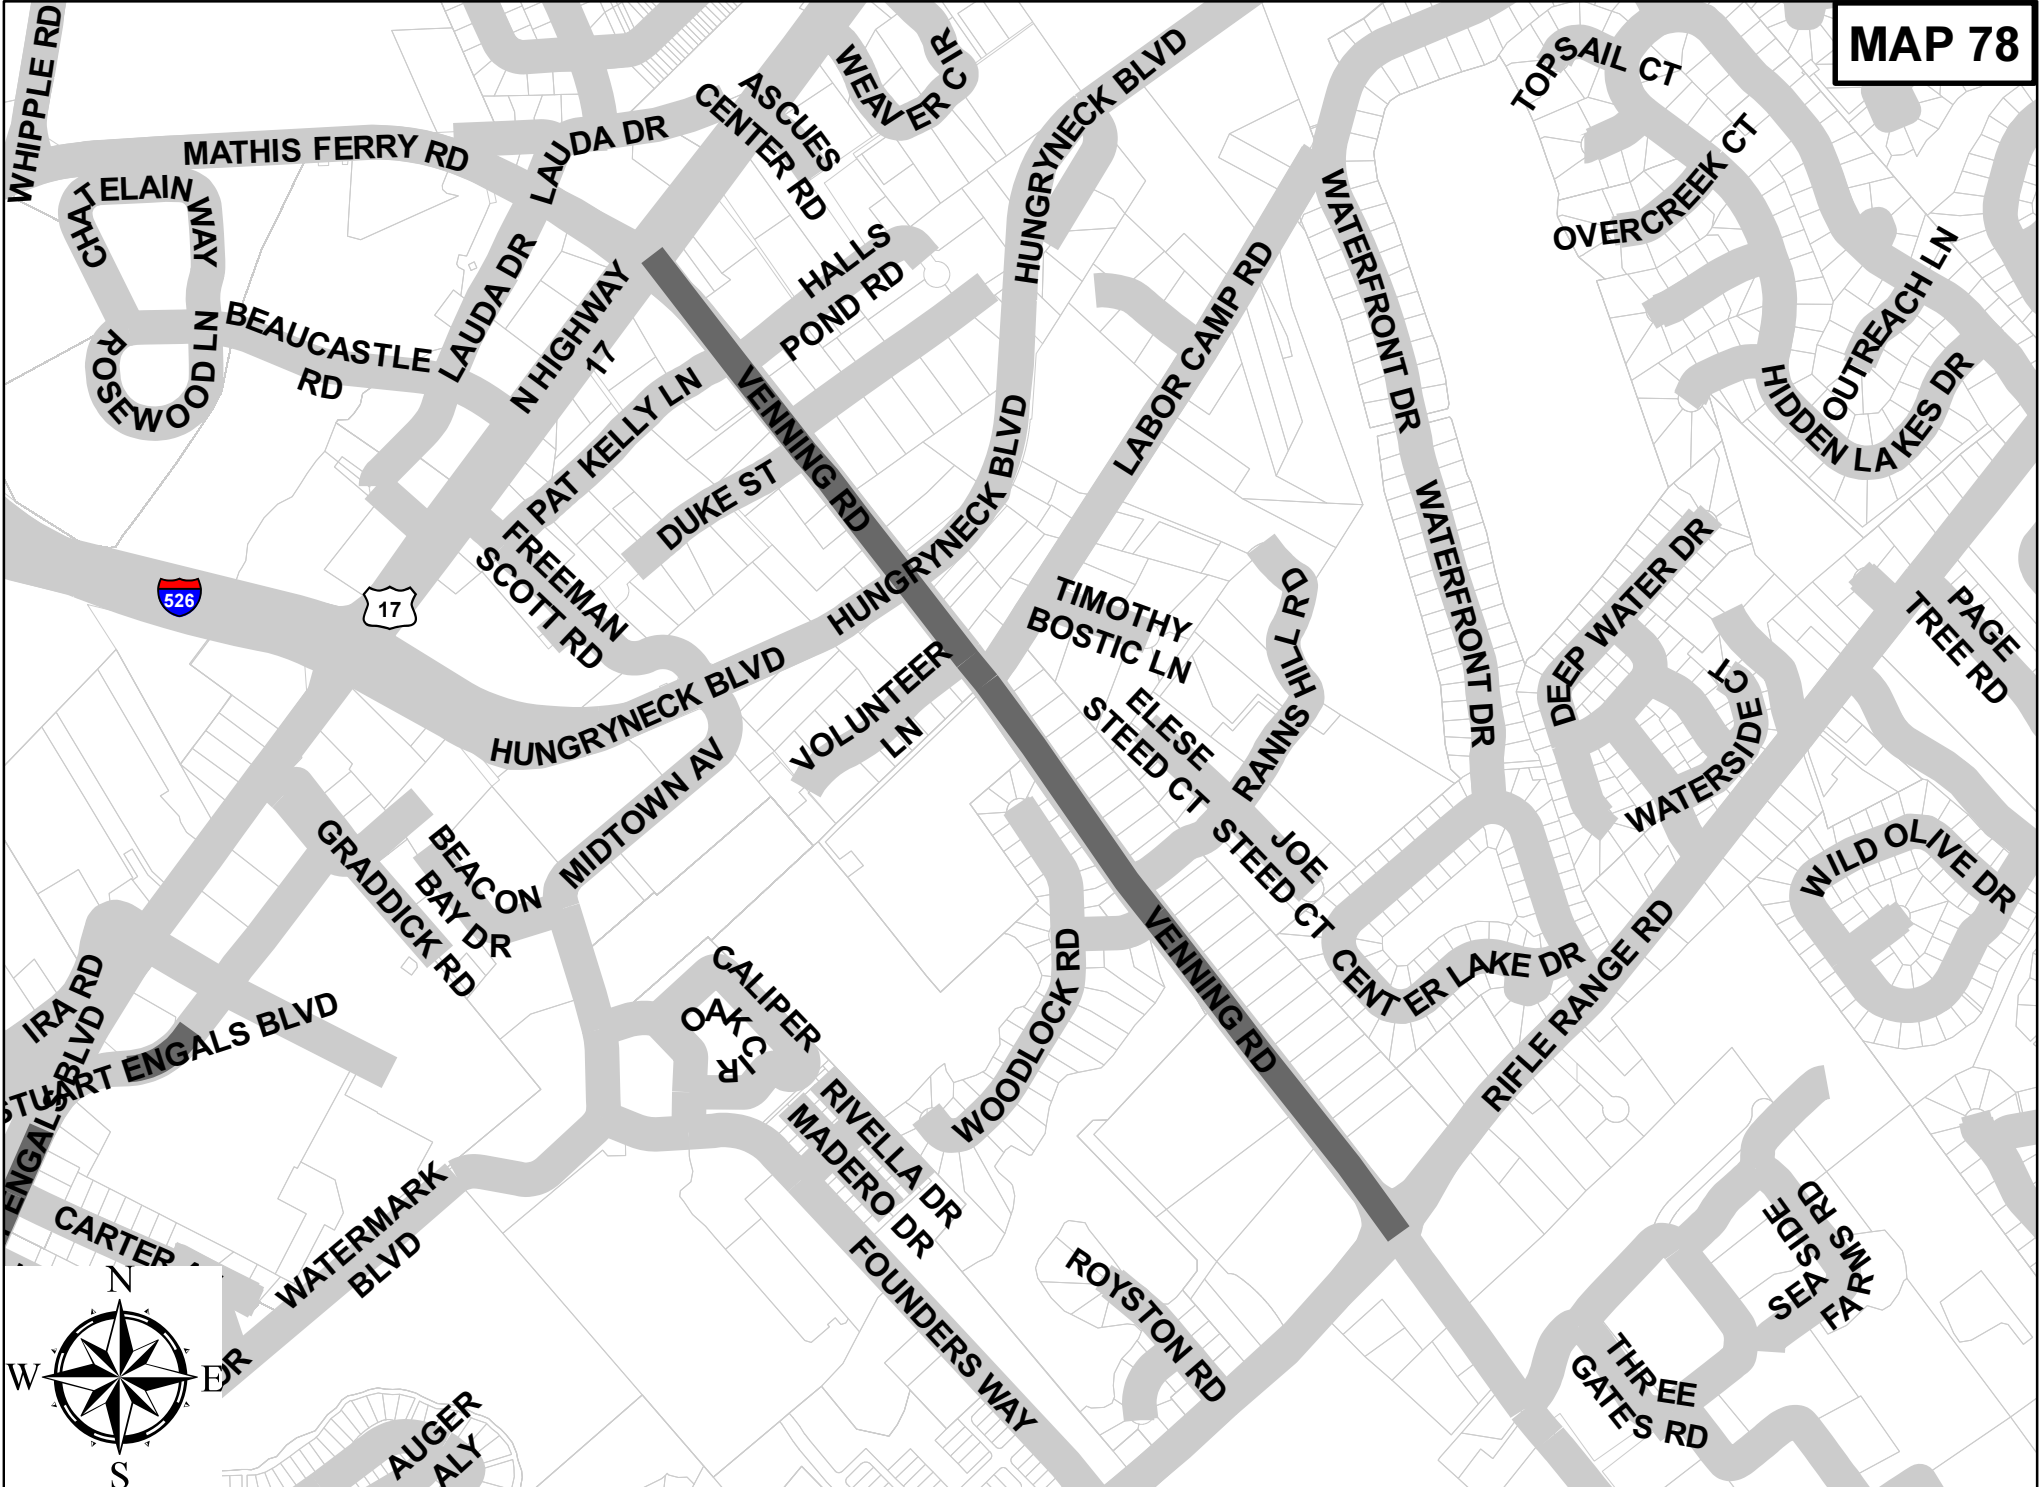 MAP 78
WHIPPLE RD
MATHIS FERRY RD
LAUDA DR
ASCUES
CENTER RD
WEAVER CIR
HUNGRYNECK BLVD
TOPSAIL CT
OVERCREEK CT
CHATELAIN WAY
LAUDA DR
N HIGHWAY
17
HALLS
POND RD
HUNGRYNECK BLVD
LABOR CAMP RD
WATERFRONT DR
OUTREACH LN
HIDDEN LAKES DR
ROSEWOOD LN
BEAUCASTLE
RD
PAT KELLY LN
VENNING RD
DUKE ST
HUNGRYNECK BLVD
WATERFRONT DR
526
17
FREEMAN
SCOTT RD
HUNGRYNECK BLVD
TIMOTHY
BOSTIC LN
RANNS HILL RD
DEEP WATER DR
PAGE
TREE RD
VOLUNTEER
LN
ELESE
STEED CT
WATERSIDE CT
MIDTOWN AV
GRADDICK RD
BEACON
BAY DR
JOE
STEED CT
WILD OLIVE DR
IRA RD
STUART ENGALS BLVD
ENGALS BLVD
CALIPER
OAK CIR
WOODLOCK RD
VENNING RD
CENTER LAKE DR
RIFLE RANGE RD
RIVELLA DR
MADERO DR
CARTER
WATERMARK
BLVD
FOUNDERS WAY
ROYSTON RD
SEASIDE
FARMS RD
THREE
GATES RD
DR
AUGER
ALY
N
W
E
S